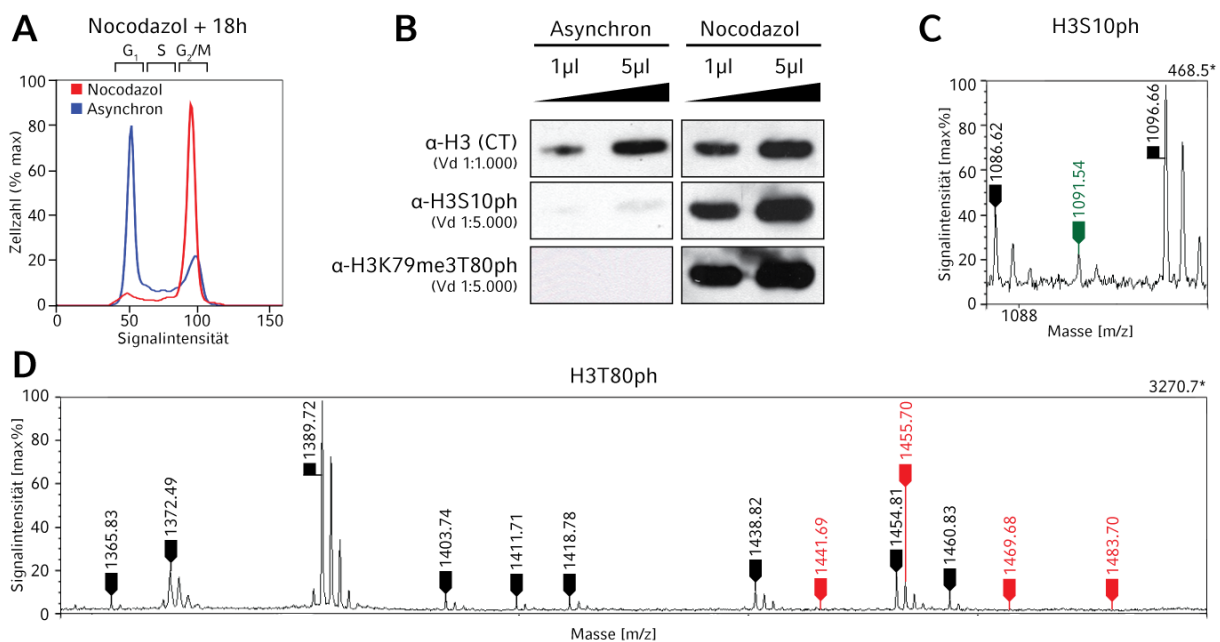 A
Nocodazol + 18h
G1 S G2/M
Nocodazol
Asynchron
Zellzahl (% max)
100
80
60
40
20
0
0 50 100 150
Signalintensität
B
Asynchron Nocodazol
1µl 5µl 1µl 5µl
α-H3 (CT)
(Vd 1:1.000)
α-H3S10ph
(Vd 1:5.000)
α-H3K79me3T80ph
(Vd 1:5.000)
C
H3S10ph
468.5*
Signalintensität [max%]
100
80
60
40
20
0
1086.62
1091.54
1096.66
1088
Masse [m/z]
D
H3T80ph
3270.7*
Signalintensität [max%]
100
80
60
40
20
0
1365.83
1372.49
1389.72
1403.74
1411.71
1418.78
1438.82
1441.69
1454.81
1455.70
1460.83
1469.68
1483.70
Masse [m/z]